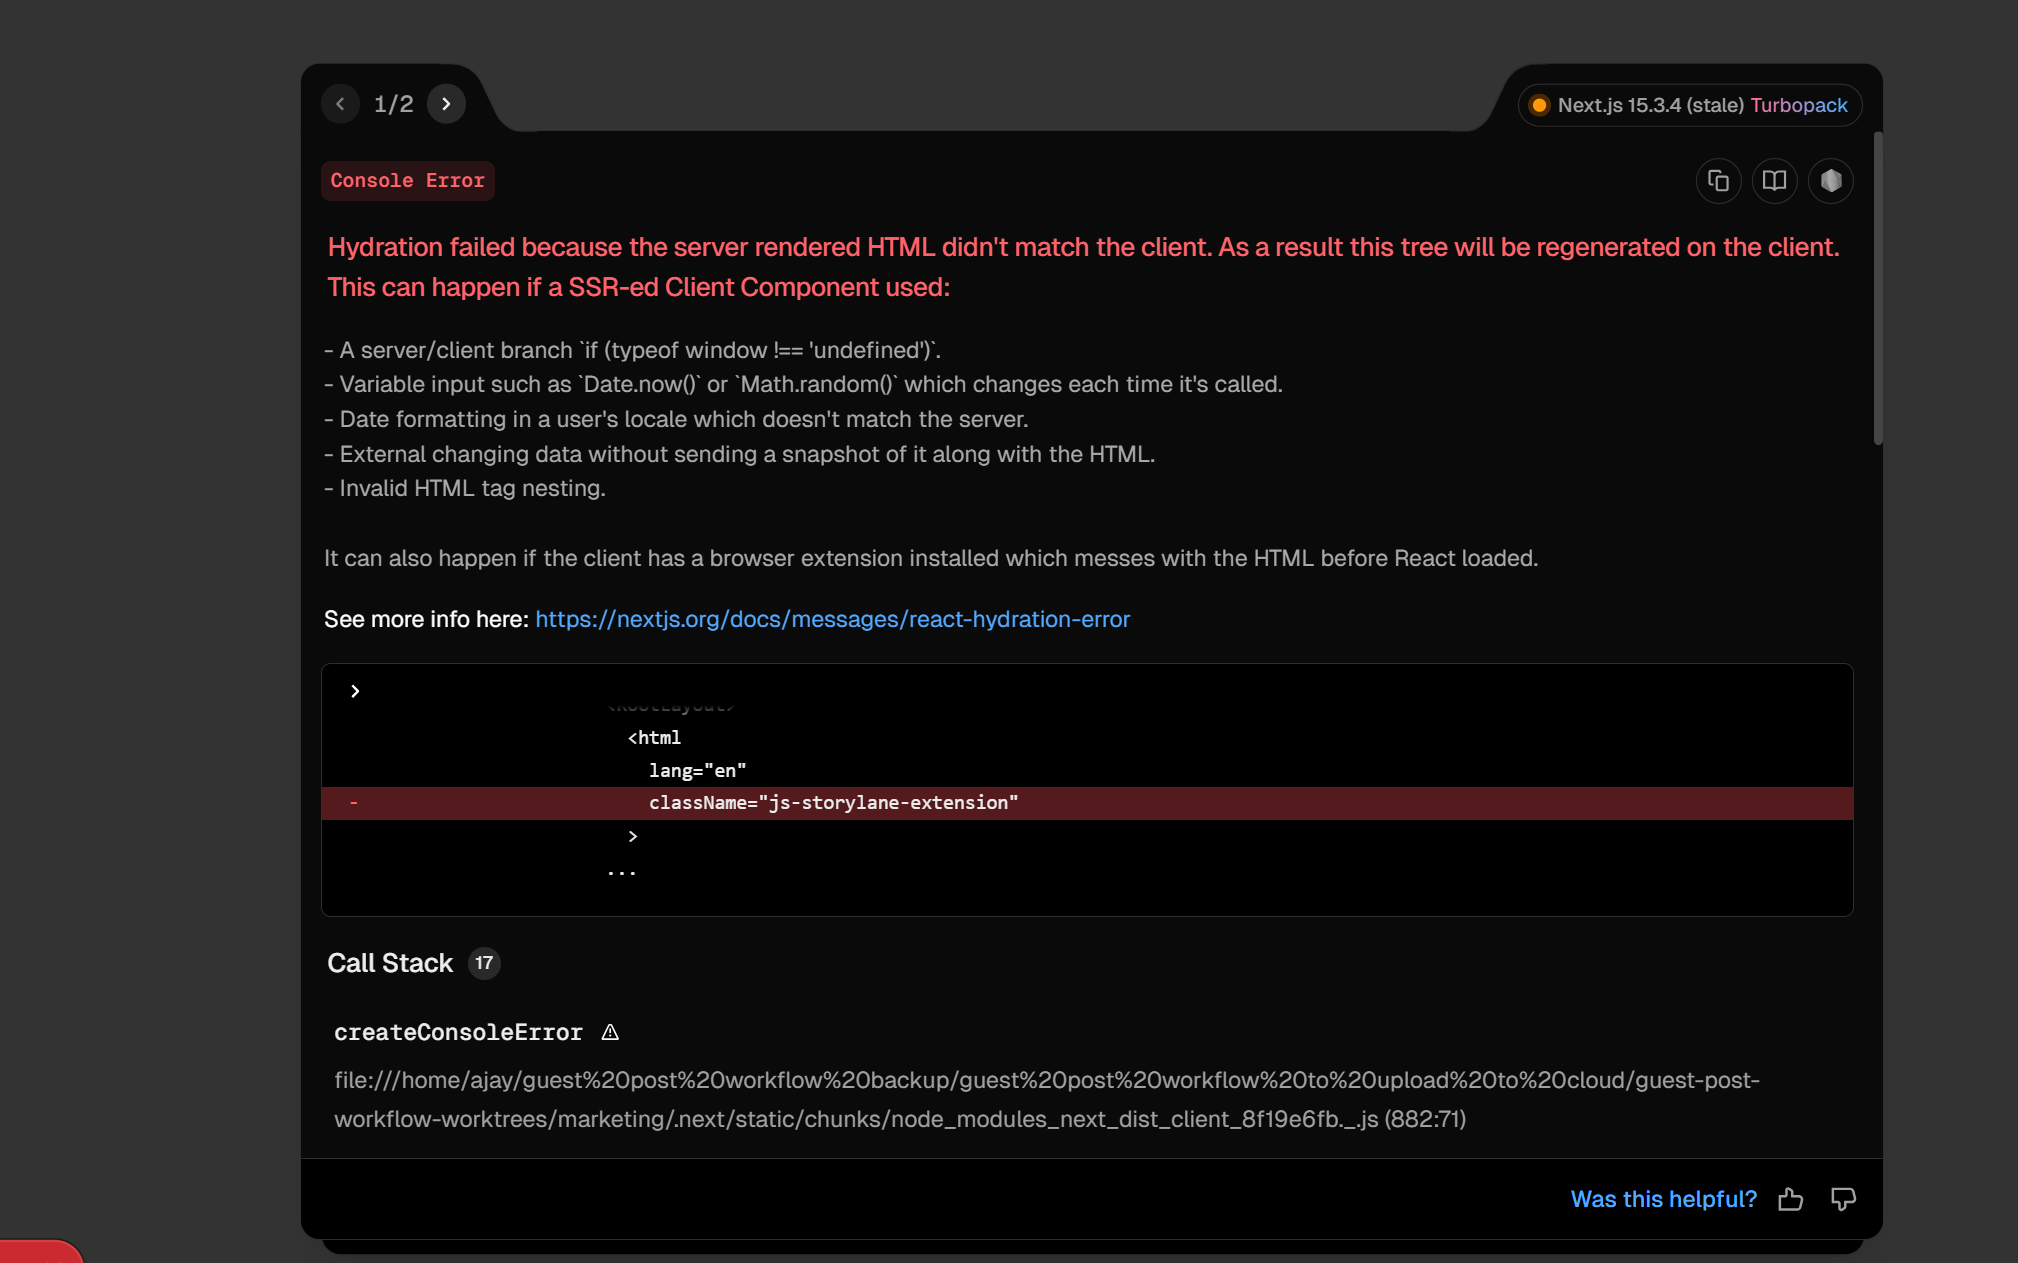 1/2
Next.js 15.3.4 (stale) Turbopack
Console Error
Hydration failed because the server rendered HTML didn't match the client. As a result this tree will be regenerated on the client.
This can happen if a SSR-ed Client Component used:
- A server/client branch `if (typeof window !== 'undefined')`.
- Variable input such as `Date.now()` or `Math.random()` which changes each time it's called.
- Date formatting in a user's locale which doesn't match the server.
- External changing data without sending a snapshot of it along with the HTML.
- Invalid HTML tag nesting.
It can also happen if the client has a browser extension installed which messes with the HTML before React loaded.
See more info here: https://nextjs.org/docs/messages/react-hydration-error
<RootLayout>
<html
lang="en"
- className="js-storylane-extension"
>
...
Call Stack 17
createConsoleError
file:///home/ajay/guest%20post%20workflow%20backup/guest%20post%20workflow%20to%20upload%20to%20cloud/guest-post-
workflow-worktrees/marketing/.next/static/chunks/node_modules_next_dist_client_8f19e6fb._.js (882:71)
Was this helpful?